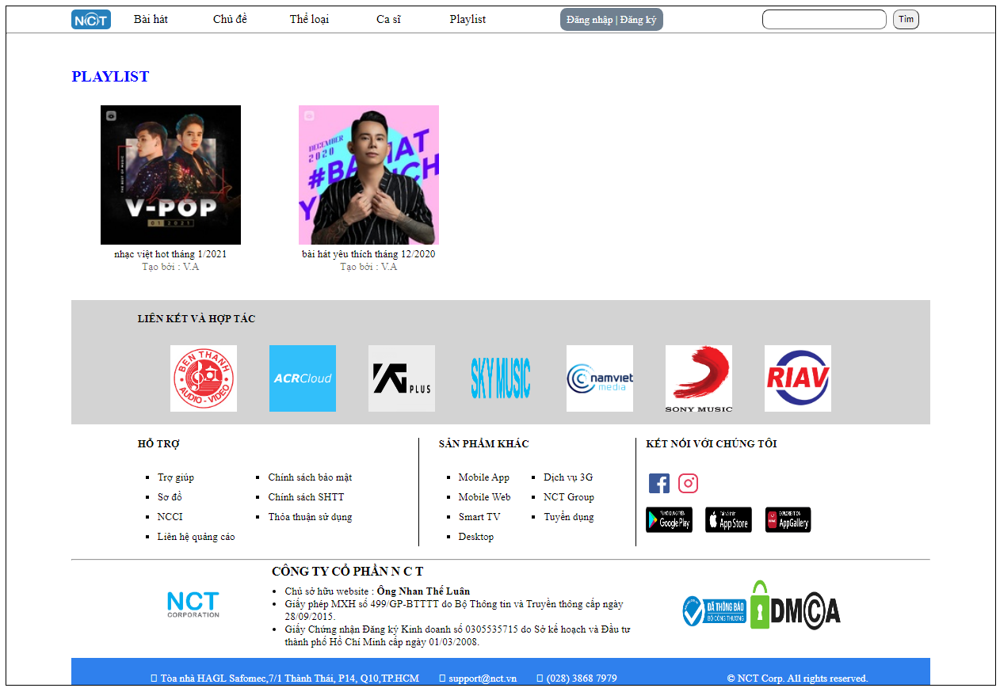 NCT
Bài hát
Chủ đề
Thể loại
Ca sĩ
Playlist
Đăng nhập | Đăng ký
Tìm
PLAYLIST
THE BEST OF MUSIC
V-POP
01 2021
DECEMBER
2020
nhạc việt hot tháng 1/2021
Tạo bởi : V.A
bài hát yêu thích tháng 12/2020
Tạo bởi : V.A
LIÊN KẾT VÀ HỢP TÁC
BEN THANH
AUDIO - VIDEO
ACRCloud
YG PLUS
SKY MUSIC
namviet
media
SONY MUSIC
RIAV
HỖ TRỢ
Trợ giúp
Sơ đồ
NCCI
Liên hệ quảng cáo
Chính sách bảo mật
Chính sách SHTT
Thỏa thuận sử dụng
SẢN PHẨM KHÁC
Mobile App
Mobile Web
Smart TV
Desktop
Dịch vụ 3G
NCT Group
Tuyển dụng
KẾT NỐI VỚI CHÚNG TÔI
Google Play
App Store
EXPLORE IT ON
AppGallery
NCT
CORPORATION
CÔNG TY CỔ PHẦN N C T
Chủ sở hữu website : Ông Nhan Thế Luân
Giấy phép MXH số 499/GP-BTTTT do Bộ Thông tin và Truyền thông cấp ngày
28/09/2015.
Giấy Chứng nhận Đăng ký Kinh doanh số 0305535715 do Sở kế hoạch và Đầu tư
thành phố Hồ Chí Minh cấp ngày 01/03/2008.
ĐÃ THÔNG BÁO
BỘ CÔNG THƯƠNG
DMCA
Tòa nhà HAGL Safomec,7/1 Thành Thái, P14, Q10,TP.HCM
support@nct.vn
(028) 3868 7979
© NCT Corp. All rights reserved.